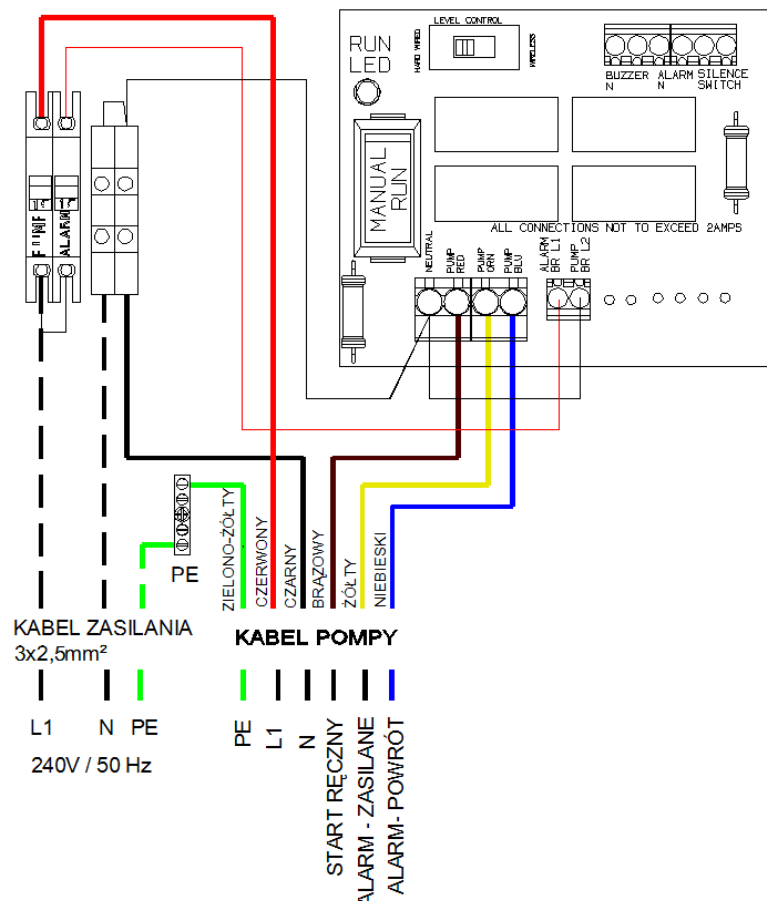 RUN
LED
LEVEL CONTROL
HARD WIRED
WIRELESS
BUZZER ALARM SILENCE
N N SWITCH
MANUAL
RUN
ALL CONNECTIONS NOT TO EXCEED 2AMPS
NEUTRAL
PUMP
RED
PUMP
ORN
PUMP
BLU
ALARM
BR L1
PUMP
BR L2
ALARM
PE
ZIELONO-ŻÓŁTY
CZERWONY
CZARNY
BRĄZOWY
ŻÓŁTY
NIEBIESKI
KABEL ZASILANIA
3x2,5mm²
KABEL POMPY
L1
N
PE
240V / 50 Hz
PE
L1
N
START RĘCZNY
ALARM - ZASILANE
ALARM- POWRÓT